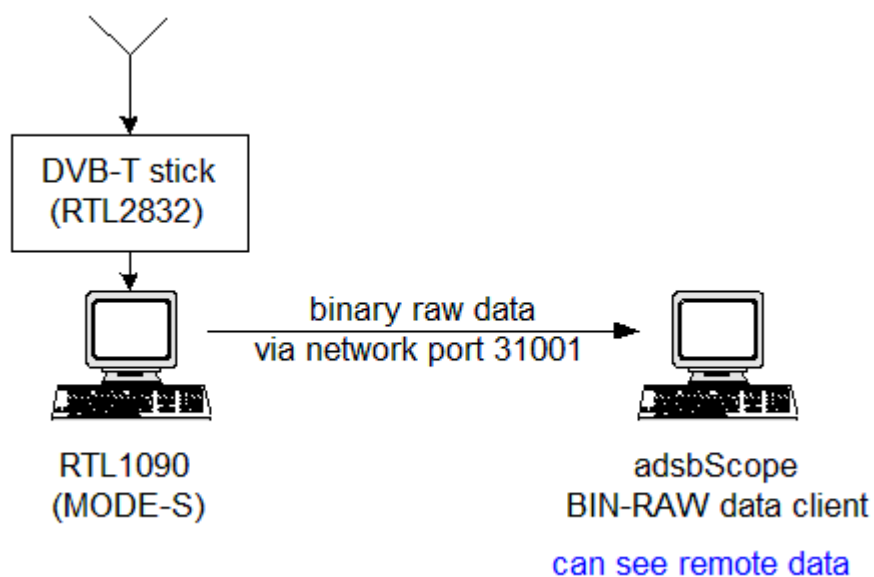 DVB-T stick
(RTL2832)
binary raw data
via network port 31001
RTL1090
(MODE-S)
adsbScope
BIN-RAW data client
can see remote data